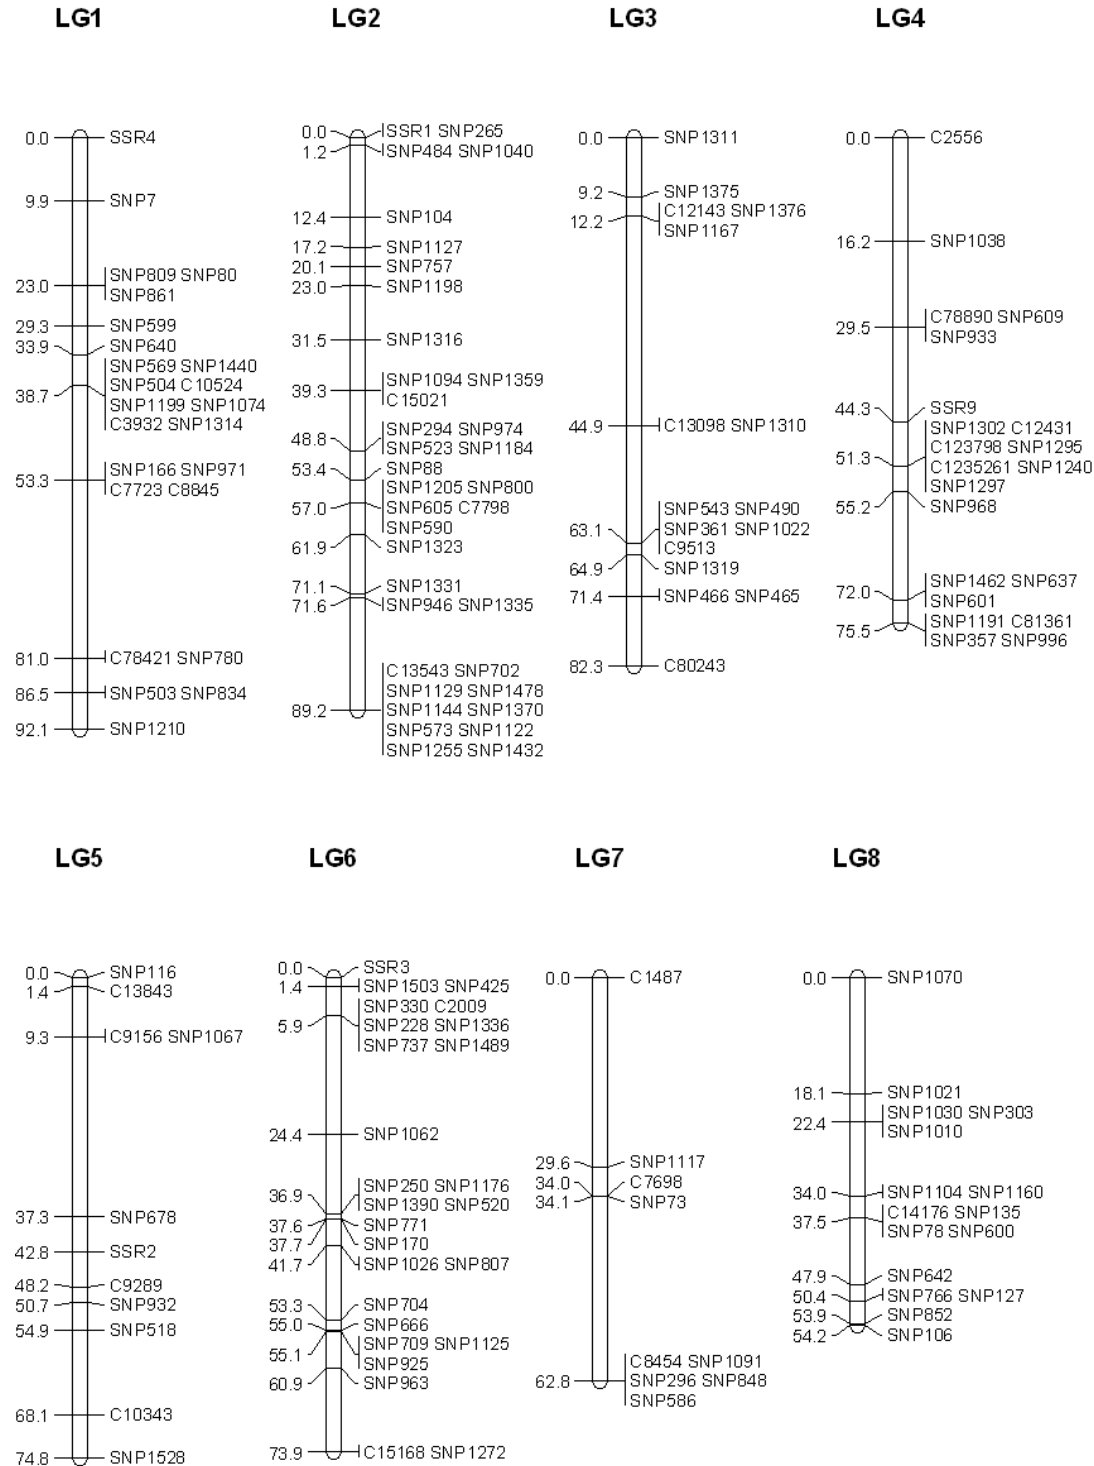 LG1
0.0 SSR4
9.9 SNP7
23.0 SNP809 SNP80
SNP861
29.3 SNP599
33.9 SNP640
38.7 SNP569 SNP1440
SNP504 C10524
SNP1199 SNP1074
C3932 SNP1314
53.3 SNP166 SNP971
C7723 C8845
81.0 C78421 SNP780
86.5 SNP503 SNP834
92.1 SNP1210
LG2
0.0 SSR1 SNP265
1.2 SNP484 SNP1040
12.4 SNP104
17.2 SNP1127
20.1 SNP757
23.0 SNP1198
31.5 SNP1316
39.3 SNP1094 SNP1359
C15021
48.8 SNP294 SNP974
SNP523 SNP1184
53.4 SNP88
57.0 SNP1205 SNP800
SNP605 C7798
SNP590
61.9 SNP1323
71.1 SNP1331
71.6 SNP946 SNP1335
89.2 C13543 SNP702
SNP1129 SNP1478
SNP1144 SNP1370
SNP573 SNP1122
SNP1255 SNP1432
LG3
0.0 SNP1311
9.2 SNP1375
12.2 C12143 SNP1376
SNP1167
44.9 C13098 SNP1310
63.1 SNP543 SNP490
SNP361 SNP1022
C9513
64.9 SNP1319
71.4 SNP466 SNP465
82.3 C80243
LG4
0.0 C2556
16.2 SNP1038
29.5 C78890 SNP609
SNP933
44.3 SSR9
51.3 SNP1302 C12431
C123798 SNP1295
C1235261 SNP1240
SNP1297
55.2 SNP968
72.0 SNP1462 SNP637
SNP601
75.5 SNP1191 C81361
SNP357 SNP996
LG5
0.0 SNP116
1.4 C13843
9.3 C9156 SNP1067
37.3 SNP678
42.8 SSR2
48.2 C9289
50.7 SNP932
54.9 SNP518
68.1 C10343
74.8 SNP1528
LG6
0.0 SSR3
1.4 SNP1503 SNP425
5.9 SNP330 C2009
SNP228 SNP1336
SNP737 SNP1489
24.4 SNP1062
36.9 SNP250 SNP1176
SNP1390 SNP520
37.6 SNP771
37.7 SNP170
41.7 SNP1026 SNP807
53.3 SNP704
55.0 SNP666
55.1 SNP709 SNP1125
SNP925
60.9 SNP963
73.9 C15168 SNP1272
LG7
0.0 C1487
29.6 SNP1117
34.0 C7698
34.1 SNP73
62.8 C8454 SNP1091
SNP296 SNP848
SNP586
LG8
0.0 SNP1070
18.1 SNP1021
22.4 SNP1030 SNP303
SNP1010
34.0 SNP1104 SNP1160
37.5 C14176 SNP135
SNP78 SNP600
47.9 SNP642
50.4 SNP766 SNP127
53.9 SNP852
54.2 SNP106